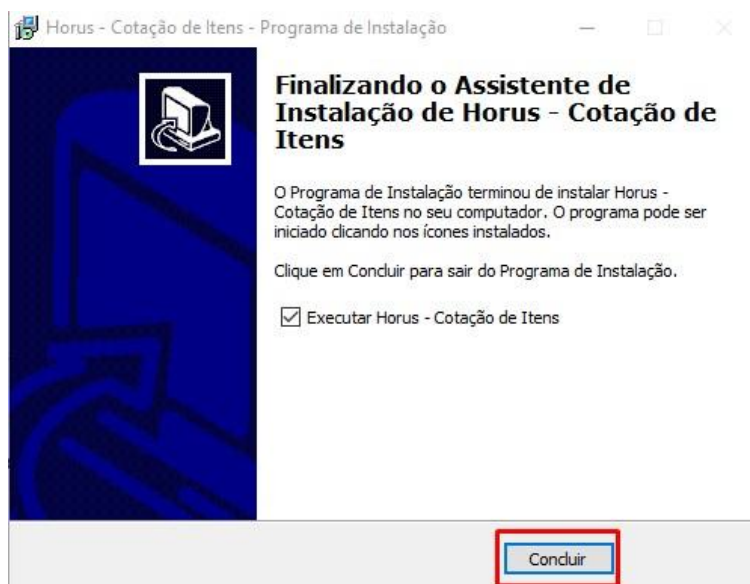 Horus - Cotação de Itens - Programa de Instalação
Finalizando o Assistente de
Instalação de Horus - Cotação de
Itens
O Programa de Instalação terminou de instalar Horus -
Cotação de Itens no seu computador. O programa pode ser
iniciado clicando nos ícones instalados.
Clique em Concluir para sair do Programa de Instalação.
Executar Horus - Cotação de Itens
Concluir